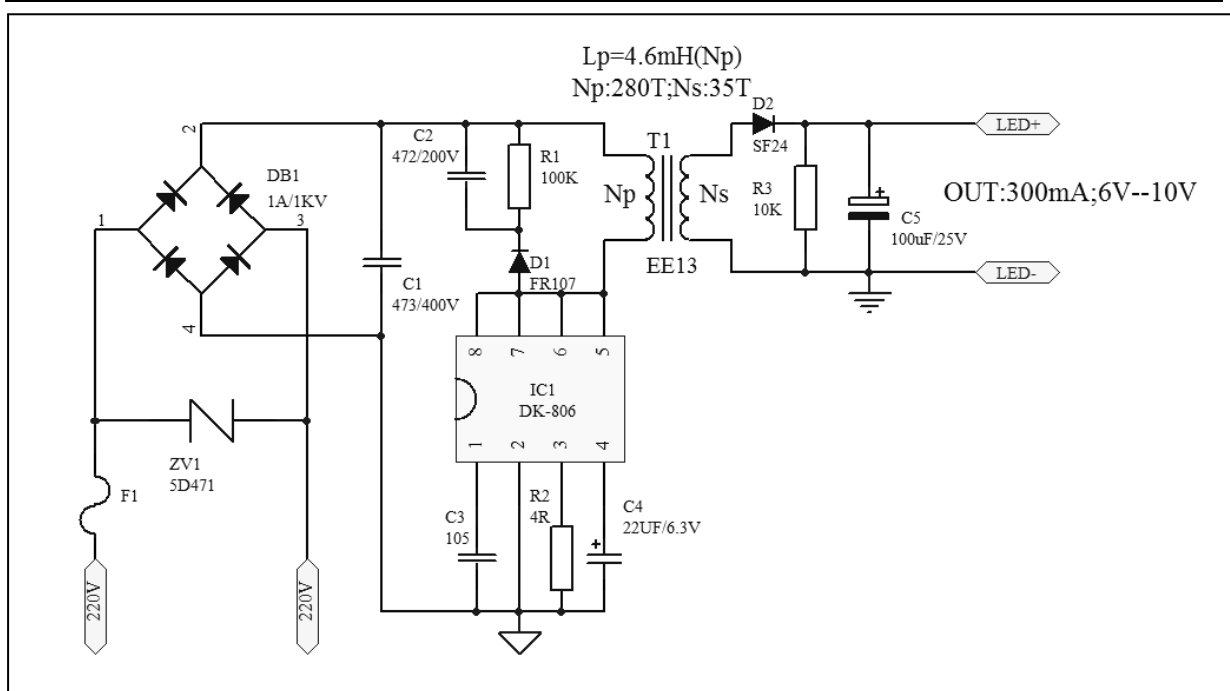 Lp=4.6mH(Np)
Np:280T;Ns:35T
D2
SF24
LED+
2
C2
472/200V
R1
100K
T1
DB1
1A/1KV
Np
Ns
R3
10K
OUT:300mA;6V--10V
1
3
C5
100uF/25V
D1
FR107
EE13
LED-
C1
473/400V
4
8
7
6
5
IC1
DK-806
1
2
3
4
ZV1
5D471
F1
R2
4R
C4
22UF/6.3V
C3
105
220V
220V